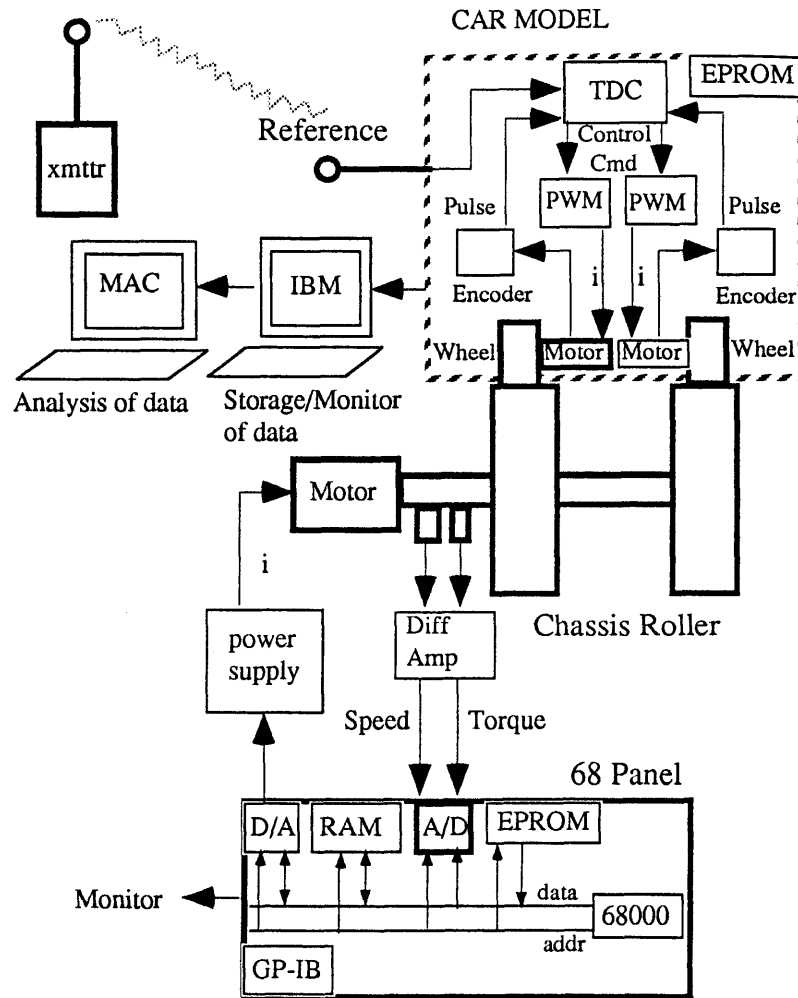 CAR MODEL
EPROM
TDC
Reference
Control
Cmd
xmttr
PWM
PWM
Pulse
Pulse
MAC
IBM
i
i
Encoder
Encoder
Wheel
Motor
Motor
Wheel
Analysis of data
Storage/Monitor
of data
Motor
i
Chassis Roller
Diff
Amp
power
supply
Speed
Torque
68 Panel
D/A
RAM
A/D
EPROM
Monitor
data
68000
addr
GP-IB